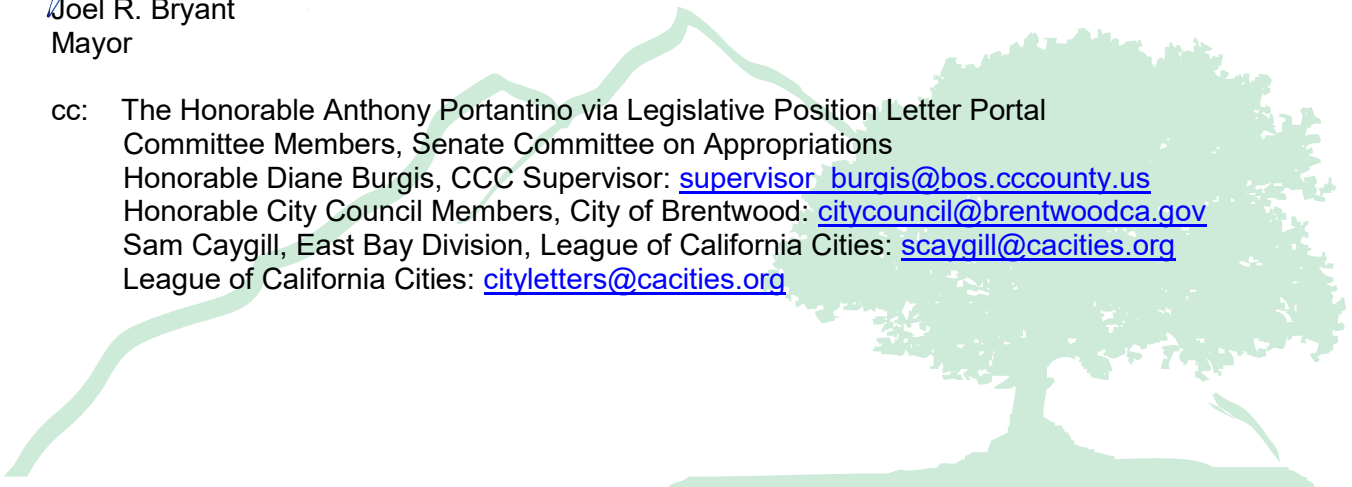 Joel R. Bryant
Mayor
cc: The Honorable Anthony Portantino via Legislative Position Letter Portal
Committee Members, Senate Committee on Appropriations
Honorable Diane Burgis, CCC Supervisor: supervisor_burgis@bos.cccounty.us
Honorable City Council Members, City of Brentwood: citycouncil@brentwoodca.gov
Sam Caygill, East Bay Division, League of California Cities: scaygill@cacities.org
League of California Cities: cityletters@cacities.org